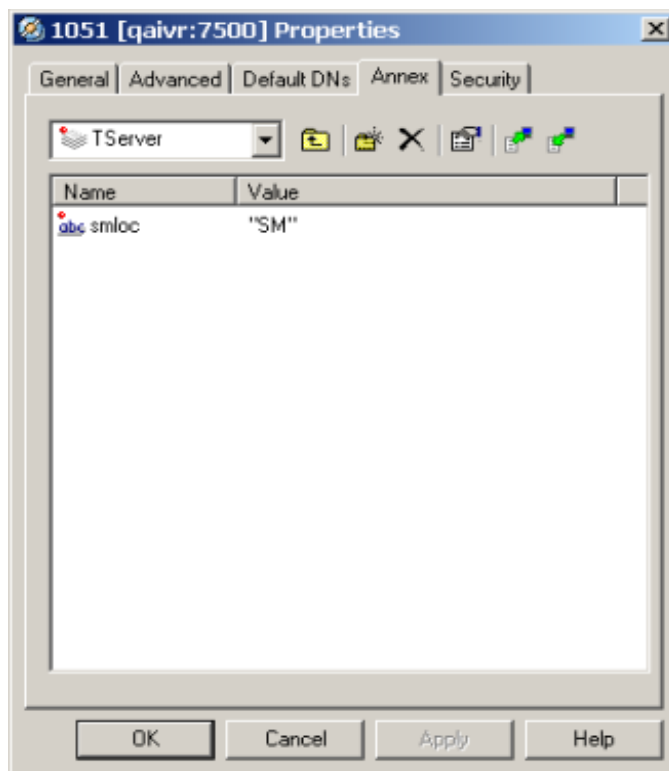 1051 [qaivr:7500] Properties
General Advanced Default DNs Annex Security
TServer
Name Value
abc smloc "SM"
OK Cancel Apply Help